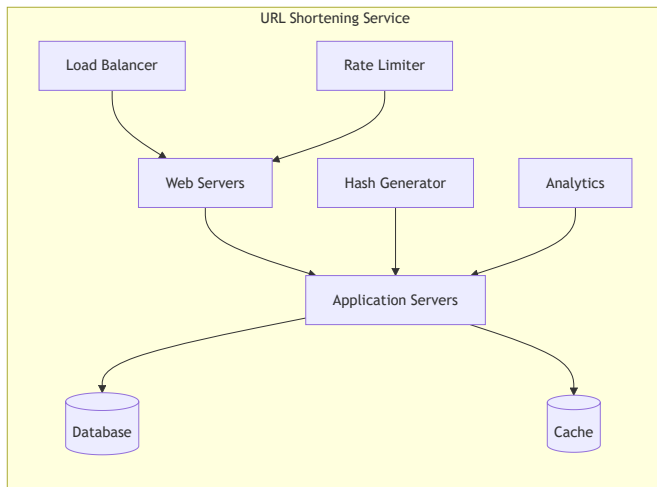 URL Shortening Service
Load Balancer
Rate Limiter
Web Servers
Hash Generator
Analytics
Application Servers
Database
Cache